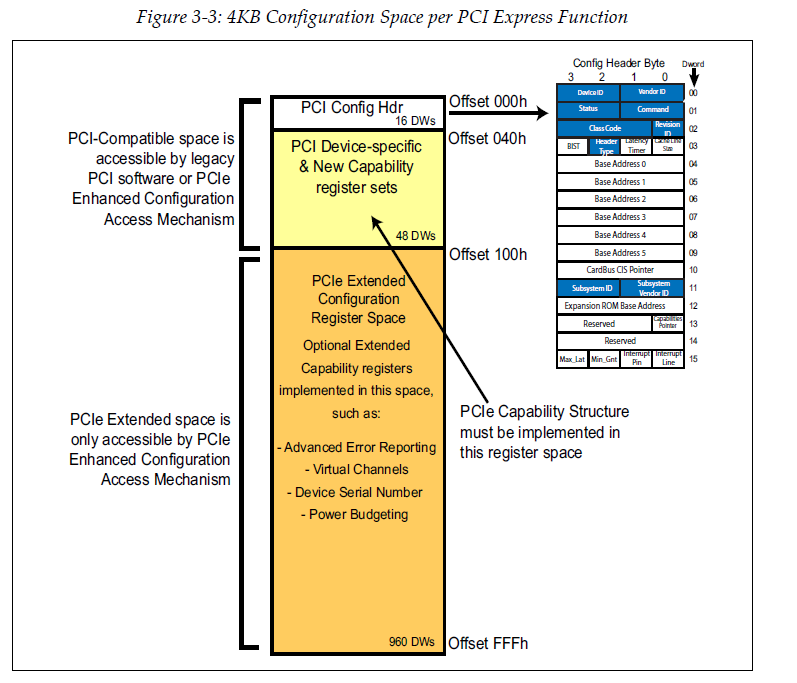 Figure 3-3: 4KB Configuration Space per PCI Express Function
PCI-Compatible space is
accessible by legacy
PCI software or PCIe
Enhanced Configuration
Access Mechanism
PCIe Extended space is
only accessible by PCIe
Enhanced Configuration
Access Mechanism
PCI Config Hdr
16 DWs
PCI Device-specific
& New Capability
register sets
48 DWs
PCIe Extended
Configuration
Register Space
Optional Extended
Capability registers
implemented in this space,
such as:
- Advanced Error Reporting
- Virtual Channels
- Device Serial Number
- Power Budgeting
960 DWs
Offset 000h
Offset 040h
Offset 100h
Offset FFFh
PCIe Capability Structure
must be implemented in
this register space
Config Header Byte
Dword
3 2 1 0
Device ID Vendor ID 00
Status Command 01
Class Code Revision ID 02
BIST Header Type Latency Timer Cache Line Size 03
Base Address 0 04
Base Address 1 05
Base Address 2 06
Base Address 3 07
Base Address 4 08
Base Address 5 09
CardBus CIS Pointer 10
Subsystem ID Subsystem Vendor ID 11
Expansion ROM Base Address 12
Reserved Capabilities Pointer 13
Reserved 14
Max_Lat Min_Gnt Interrupt Pin Interrupt Line 15